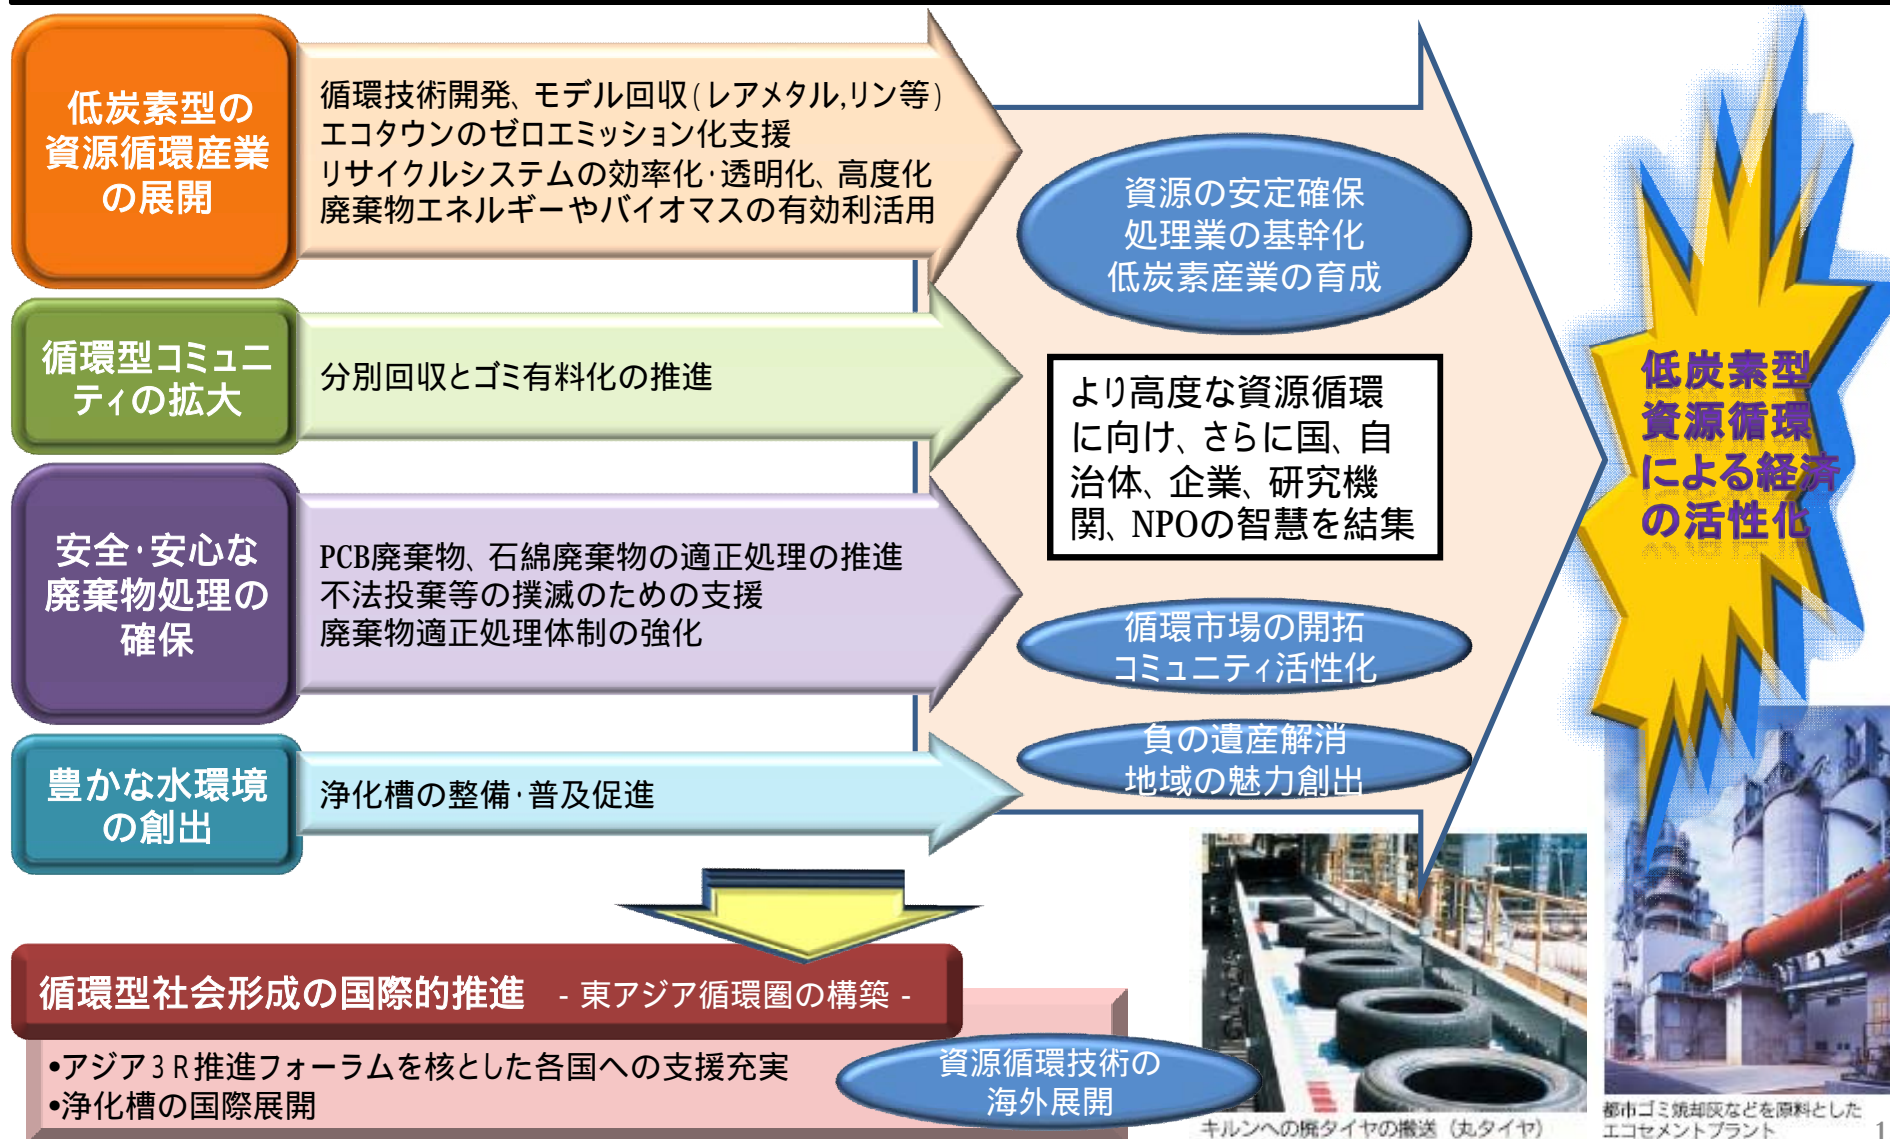 低炭素型の
資源循環産業
の展開
循環技術開発、モデル回収(レアメタル,リン等)
エコタウンのゼロエミッション化支援
リサイクルシステムの効率化･透明化、高度化
廃棄物エネルギーやバイオマスの有効利活用
循環型コミュニ
ティの拡大
分別回収とゴミ有料化の推進
安全･安心な
廃棄物処理の
確保
PCB廃棄物、石綿廃棄物の適正処理の推進
不法投棄等の撲滅のための支援
廃棄物適正処理体制の強化
豊かな水環境
の創出
浄化槽の整備･普及促進
資源の安定確保
処理業の基幹化
低炭素産業の育成
より高度な資源循環
に向け、さらに国、自
治体、企業、研究機
関、NPOの智慧を結集
循環市場の開拓
コミュニティ活性化
負の遺産解消
地域の魅力創出
低炭素型
資源循環
による経済
の活性化
循環型社会形成の国際的推進 - 東アジア循環圏の構築 -
•アジア3R推進フォーラムを核とした各国への支援充実
•浄化槽の国際展開
資源循環技術の
海外展開
キルンへの廃タイヤの搬送（丸タイヤ）
都市ゴミ焼却灰などを原料とした
エコセメントプラント
1